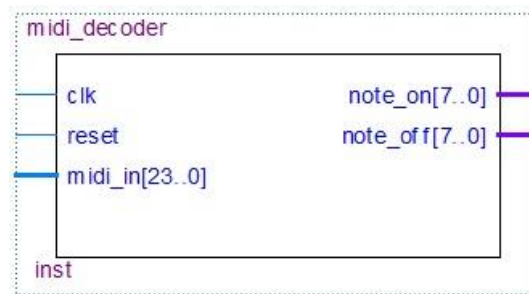 midi_decoder
clk
note_on[7..0]
reset
note_off[7..0]
midi_in[23..0]
inst